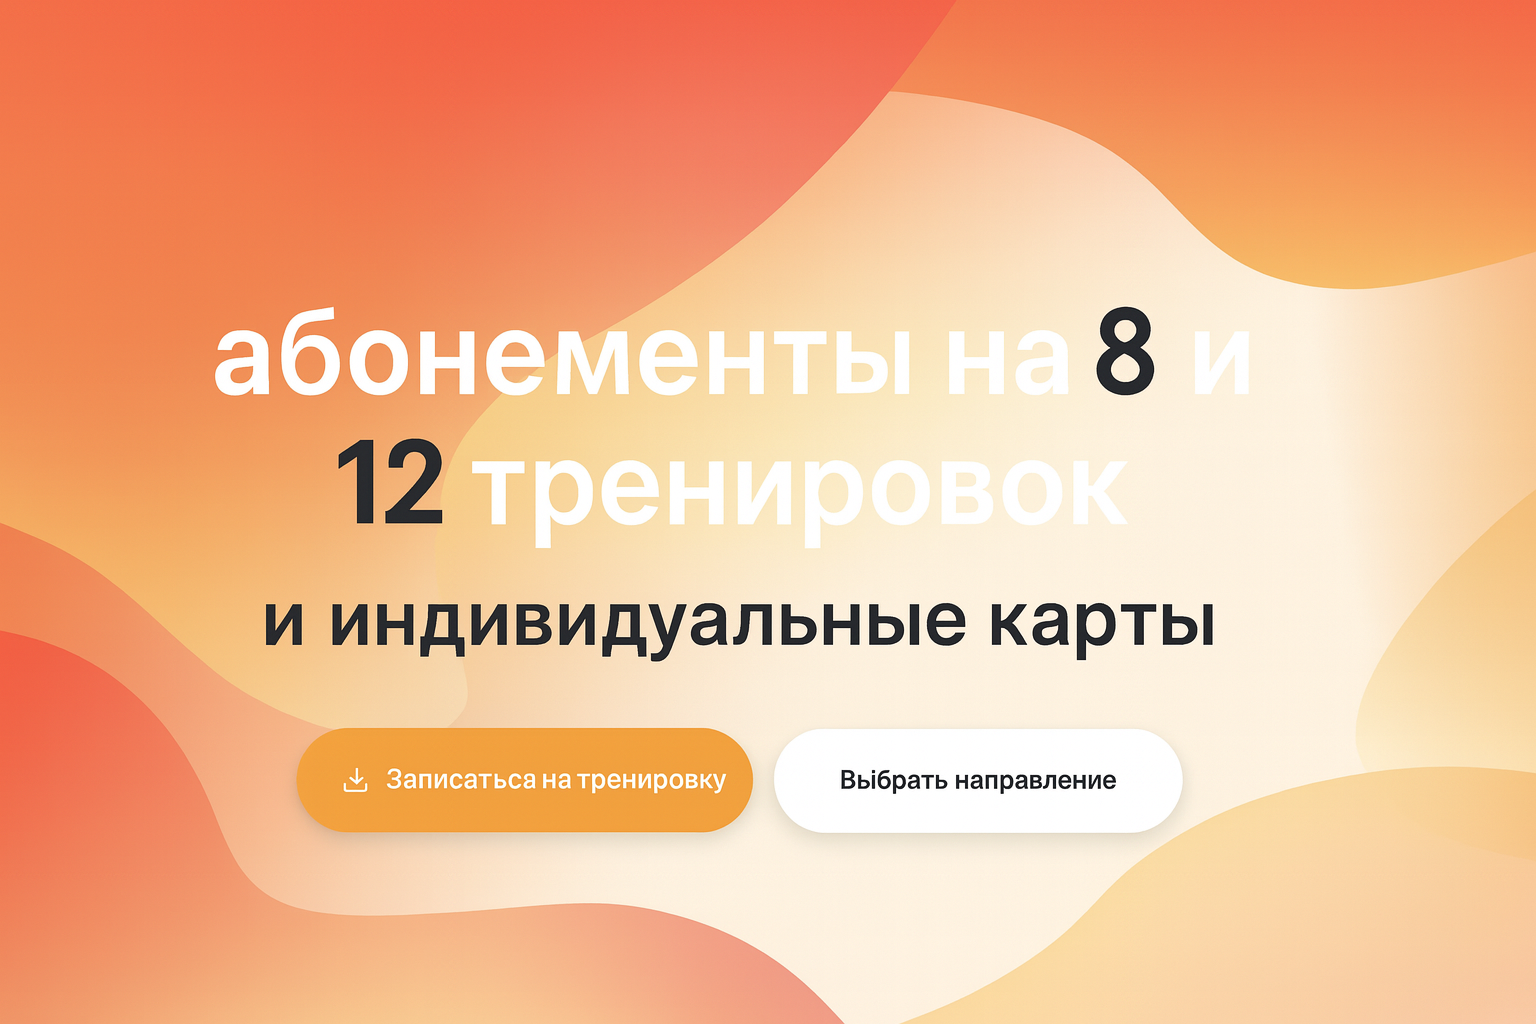 абонементы на 8 и
12 тренировок
и индивидуальные карты
Записаться на тренировку
Выбрать направление